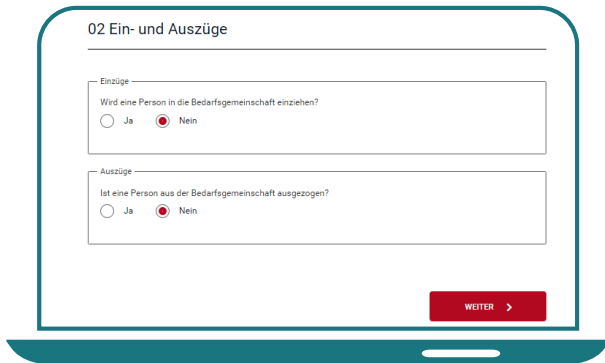 02 Ein- und Auszüge
Einzüge
Wird eine Person in die Bedarfsgemeinschaft einziehen?
Ja Nein
Auszüge
Ist eine Person aus der Bedarfsgemeinschaft ausgezogen?
Ja Nein
WEITER